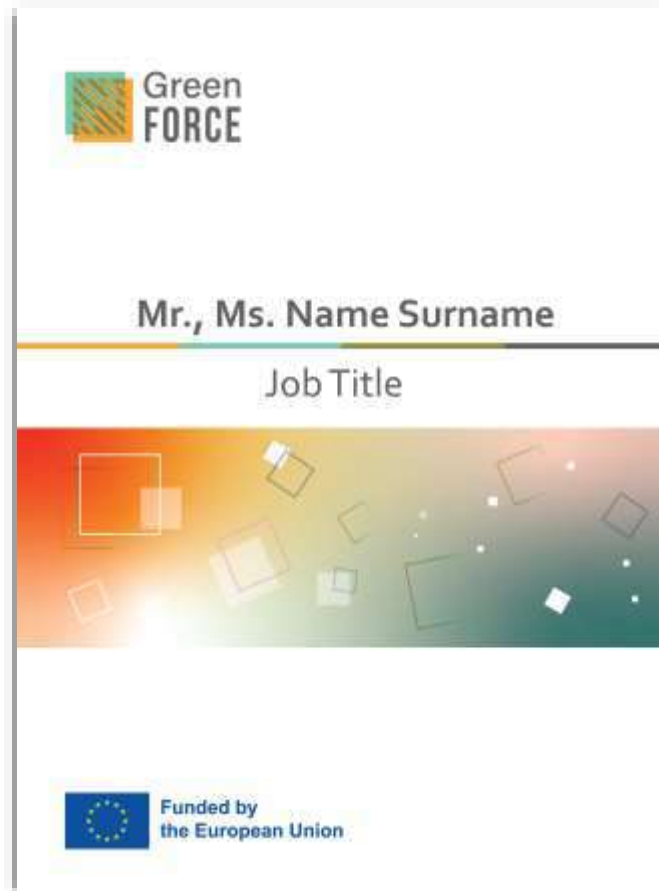 Green
FORCE
Mr., Ms. Name Surname
Job Title
Funded by
the European Union